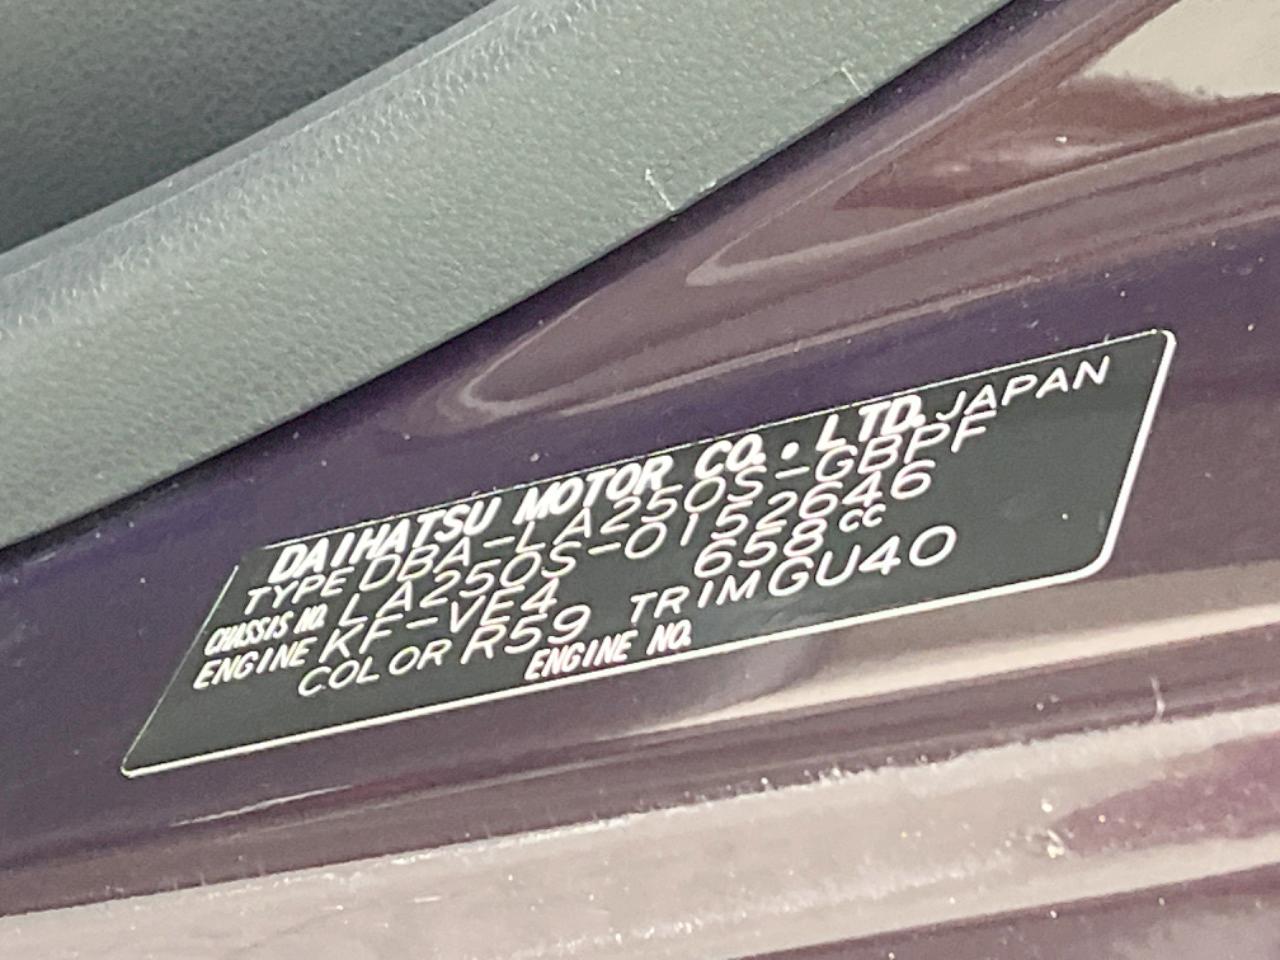 DAIHATSU MOTOR CO.・LTD. JAPAN
TYPE DBA-LA250S-GBPF
CHASSIS NO. LA250S-0152646
ENGINE KF-VE4 658cc
COLOR R59 TRIM GU40
ENGINE NO.